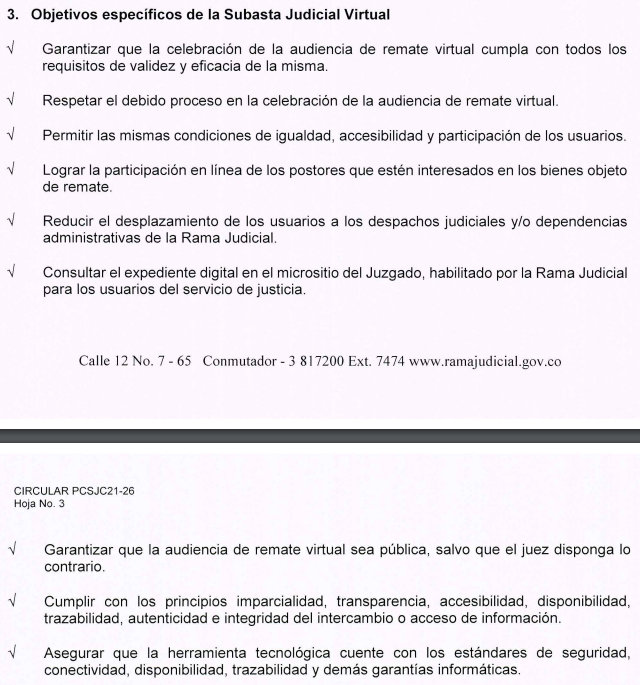 3. Objetivos específicos de la Subasta Judicial Virtual
√ Garantizar que la celebración de la audiencia de remate virtual cumpla con todos los
requisitos de validez y eficacia de la misma.
√ Respetar el debido proceso en la celebración de la audiencia de remate virtual.
√ Permitir las mismas condiciones de igualdad, accesibilidad y participación de los usuarios.
√ Lograr la participación en línea de los postores que estén interesados en los bienes objeto
de remate.
√ Reducir el desplazamiento de los usuarios a los despachos judiciales y/o dependencias
administrativas de la Rama Judicial.
√ Consultar el expediente digital en el micrositio del Juzgado, habilitado por la Rama Judicial
para los usuarios del servicio de justicia.
Calle 12 No. 7 - 65 Conmutador - 3 817200 Ext. 7474 www.ramajudicial.gov.co
CIRCULAR PCSJC21-26
Hoja No. 3
√ Garantizar que la audiencia de remate virtual sea pública, salvo que el juez disponga lo
contrario.
√ Cumplir con los principios imparcialidad, transparencia, accesibilidad, disponibilidad,
trazabilidad, autenticidad e integridad del intercambio o acceso de información.
√ Asegurar que la herramienta tecnológica cuente con los estándares de seguridad,
conectividad, disponibilidad, trazabilidad y demás garantías informáticas.